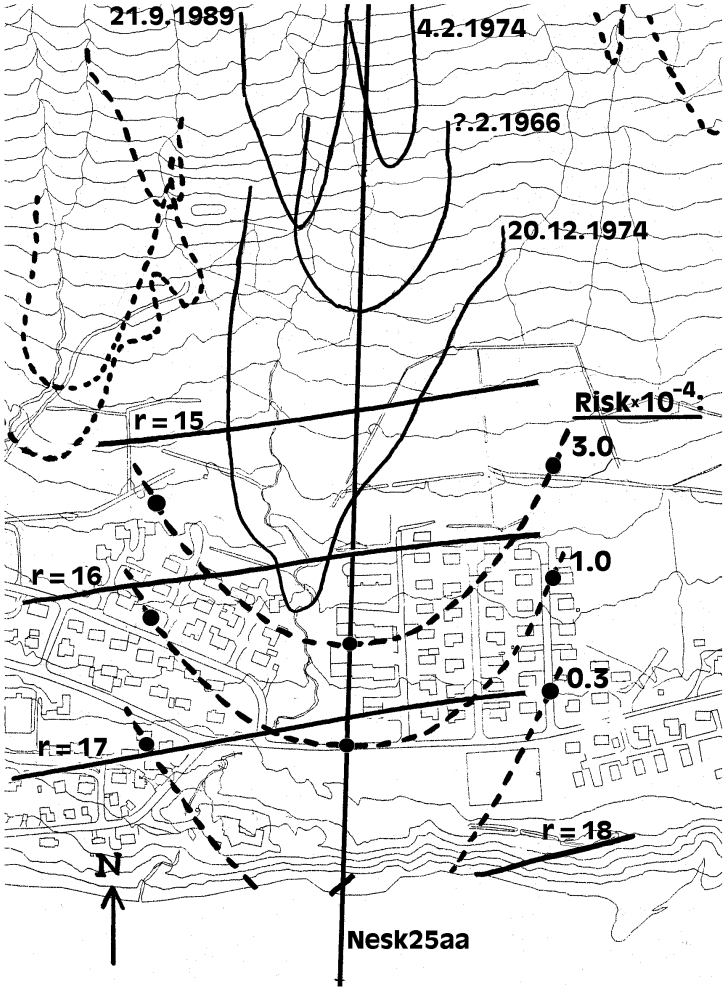 21.9.1989
4.2.1974
?.2.1966
20.12.1974
Risk×10⁻⁴:
r = 15
3.0
r = 16
1.0
0.3
r = 17
r = 18
N
Nesk25aa